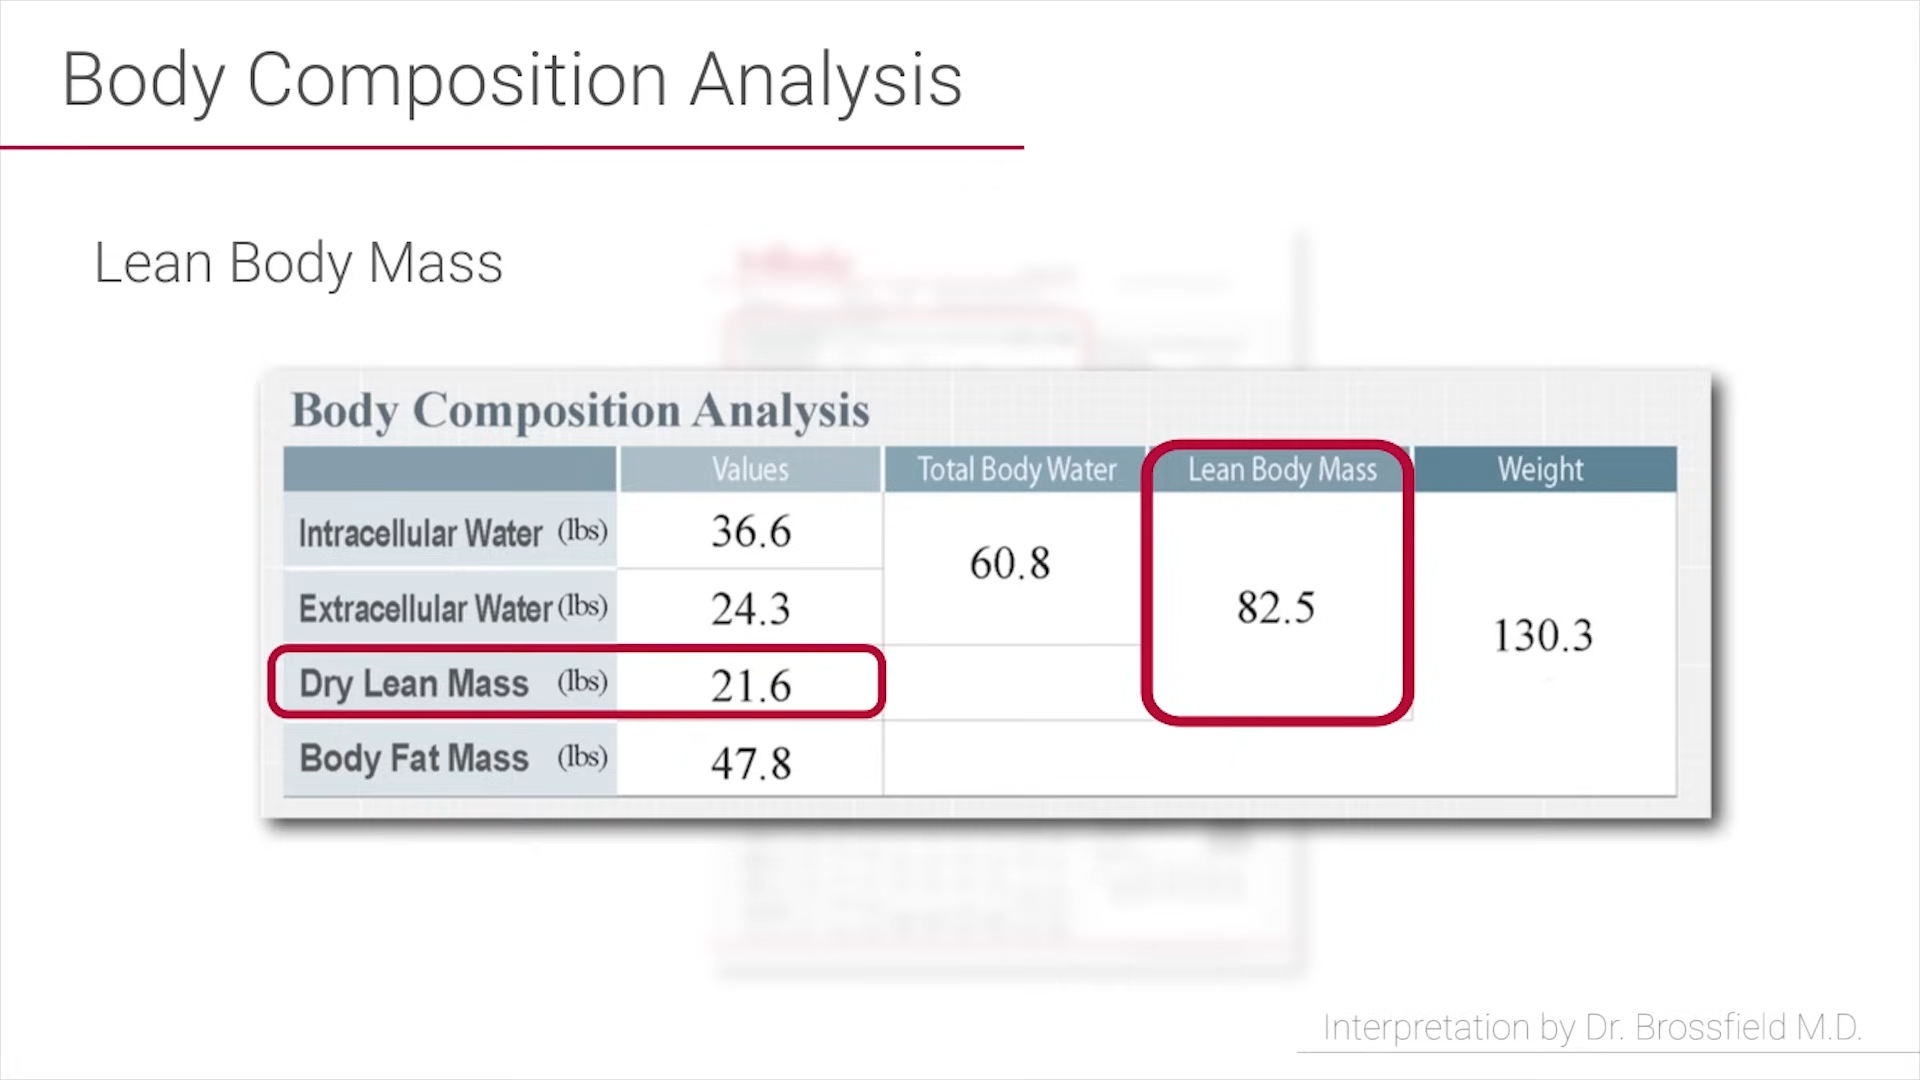 Body Composition Analysis
Lean Body Mass
Body Composition Analysis
Values Total Body Water Lean Body Mass Weight
Intracellular Water (lbs) 36.6 60.8 82.5 130.3
Extracellular Water (lbs) 24.3
Dry Lean Mass (lbs) 21.6
Body Fat Mass (lbs) 47.8
Interpretation by Dr. Brossfield M.D.